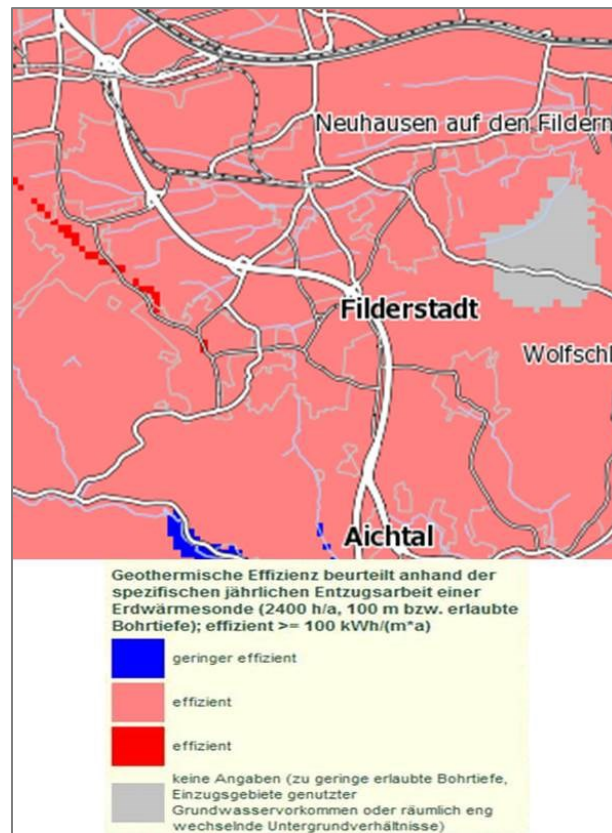 Neuhausen auf den Fildern
Filderstadt
Wolfschl
Aichtal
Geothermische Effizienz beurteilt anhand der
spezifischen jährlichen Entzugsarbeit einer
Erdwärmesonde (2400 h/a, 100 m bzw. erlaubte
Bohrtiefe); effizient >= 100 kWh/(m*a)
geringer effizient
effizient
effizient
keine Angaben (zu geringe erlaubte Bohrtiefe,
Einzugsgebiete genutzter
Grundwasservorkommen oder räumlich eng
wechselnde Untergrundverhältnisse)